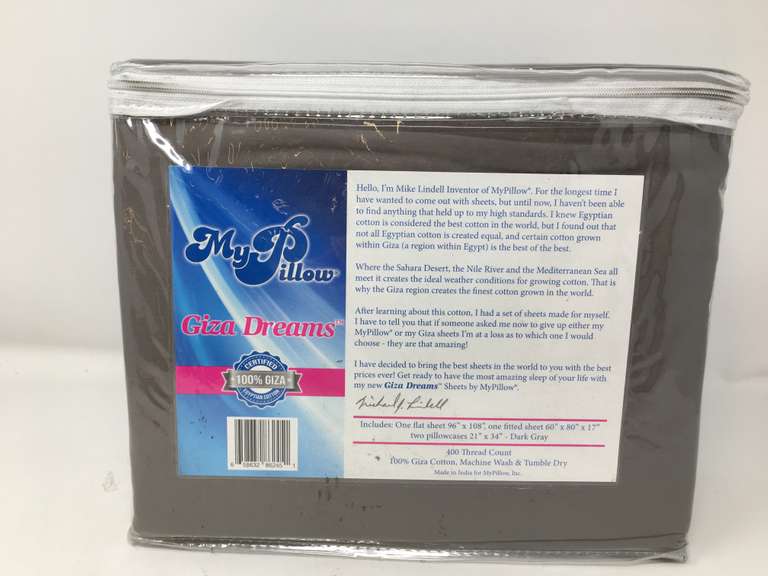 MyPillow®
Giza Dreams™
CERTIFIED
100% GIZA
EGYPTIAN COTTON
6 58632 86245 1
Hello, I'm Mike Lindell Inventor of MyPillow®. For the longest time I
have wanted to come out with sheets, but until now, I haven't been able
to find anything that held up to my high standards. I knew Egyptian
cotton is considered the best cotton in the world, but I found out that
not all Egyptian cotton is created equal, and certain cotton grown
within Giza (a region within Egypt) is the best of the best.
Where the Sahara Desert, the Nile River and the Mediterranean Sea all
meet it creates the ideal weather conditions for growing cotton. That is
why the Giza region creates the finest cotton grown in the world.
After learning about this cotton, I had a set of sheets made for myself.
I have to tell you that if someone asked me now to give up either my
MyPillow® or my Giza sheets I'm at a loss as to which one I would
choose - they are that amazing!
I have decided to bring the best sheets in the world to you with the best
prices ever! Get ready to have the most amazing sleep of your life with
my new Giza Dreams™ Sheets by MyPillow®.
Michael J. Lindell
Includes: One flat sheet 96" x 108", one fitted sheet 60" x 80" x 17"
two pillowcases 21" x 34" - Dark Gray
400 Thread Count
100% Giza Cotton, Machine Wash & Tumble Dry
Made in India for MyPillow, Inc.